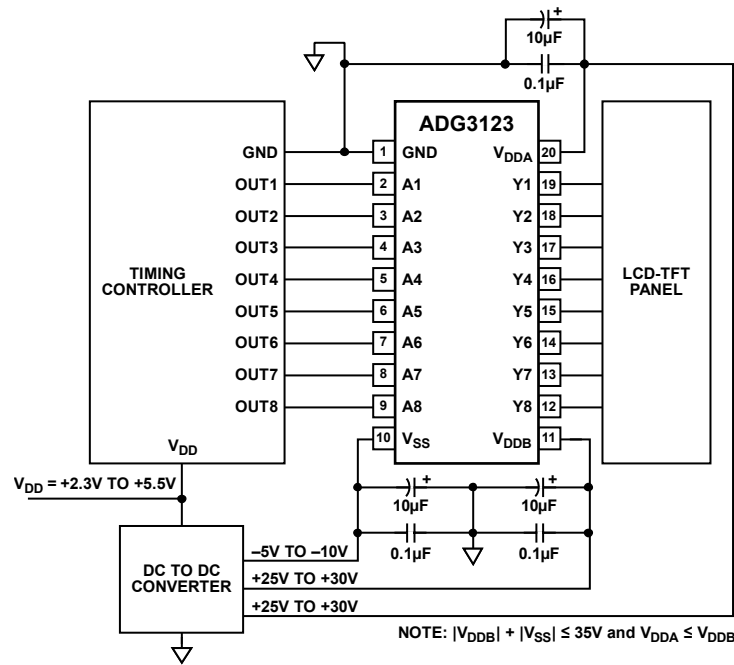 10µF
+
0.1µF
ADG3123
GND 1 GND VDDA 20
OUT1 2 A1 Y1 19
OUT2 3 A2 Y2 18
OUT3 4 A3 Y3 17
OUT4 5 A4 Y4 16
OUT5 6 A5 Y5 15
OUT6 7 A6 Y6 14
OUT7 8 A7 Y7 13
OUT8 9 A8 Y8 12
10 VSS VDDB 11
TIMING
CONTROLLER
LCD-TFT
PANEL
VDD
VDD = +2.3V TO +5.5V
+ +
10µF 10µF
0.1µF 0.1µF
DC TO DC
CONVERTER
–5V TO –10V
+25V TO +30V
+25V TO +30V
NOTE: |VDDB| + |VSS| ≤ 35V and VDDA ≤ VDDB